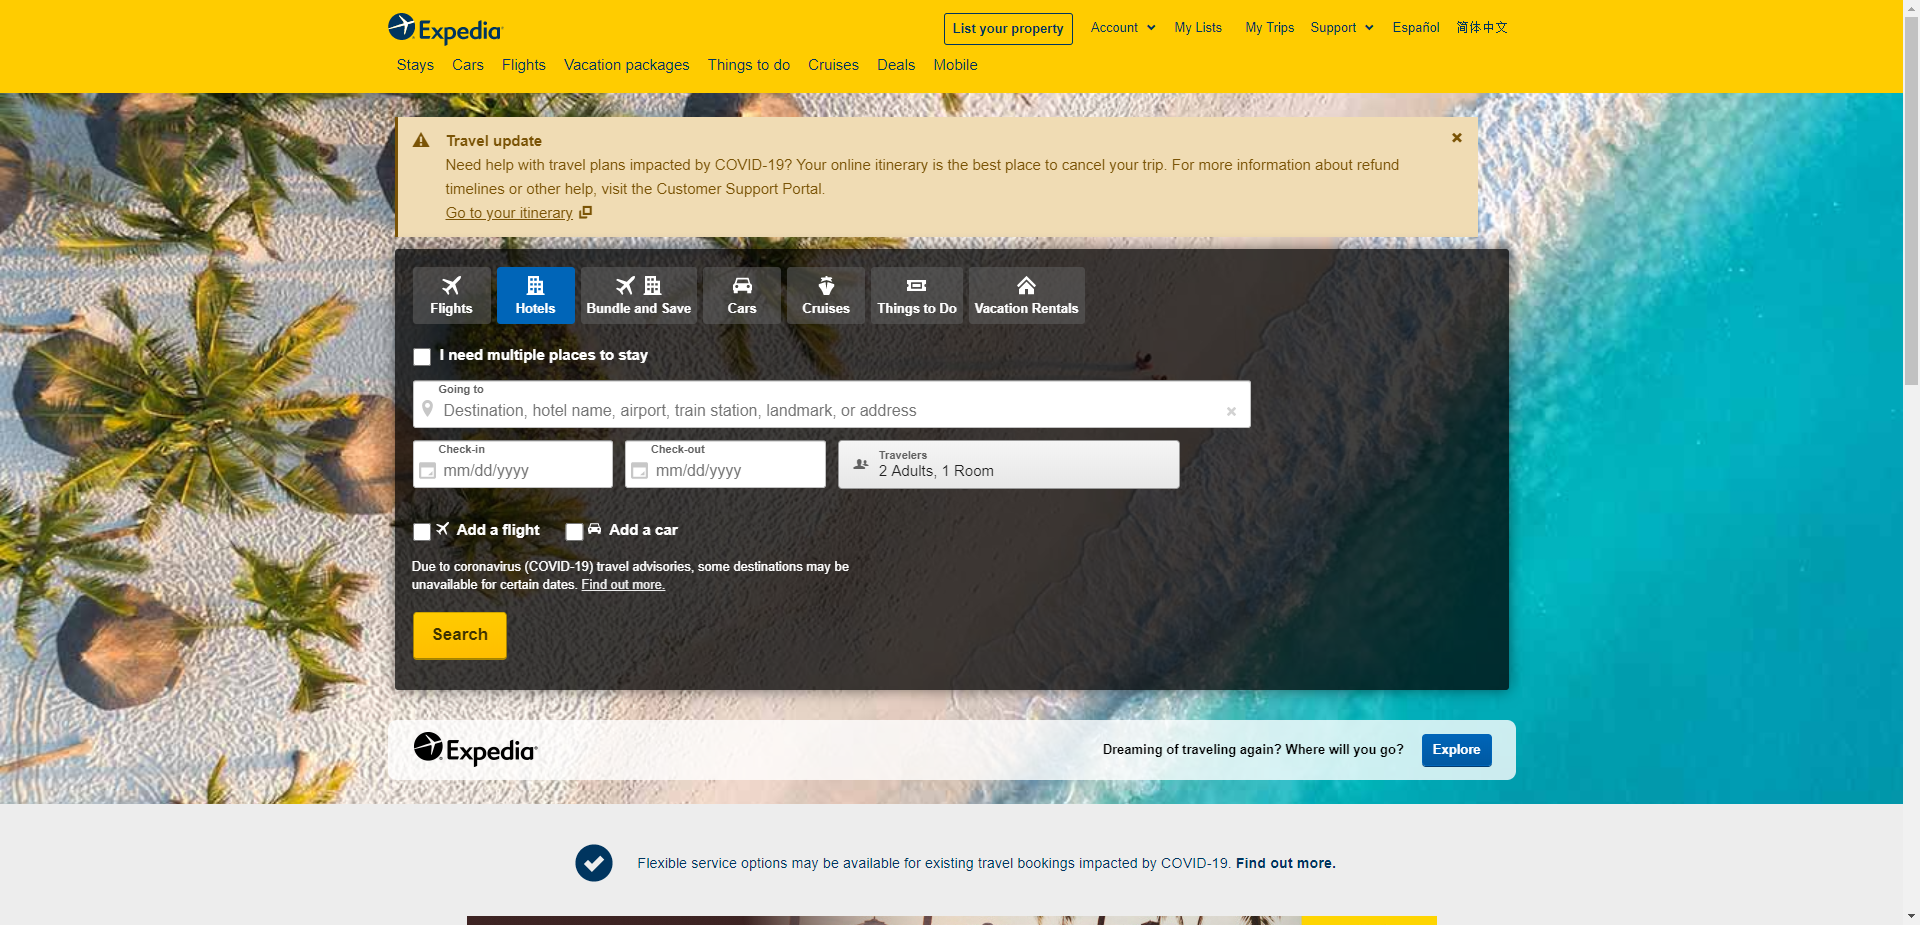 Expedia
List your property
Account
My Lists
My Trips
Support
Español
简体中文
Stays
Cars
Flights
Vacation packages
Things to do
Cruises
Deals
Mobile
Travel update
Need help with travel plans impacted by COVID-19? Your online itinerary is the best place to cancel your trip. For more information about refund
timelines or other help, visit the Customer Support Portal.
Go to your itinerary
Flights
Hotels
Bundle and Save
Cars
Cruises
Things to Do
Vacation Rentals
I need multiple places to stay
Going to
Destination, hotel name, airport, train station, landmark, or address
Check-in
mm/dd/yyyy
Check-out
mm/dd/yyyy
Travelers
2 Adults, 1 Room
Add a flight
Add a car
Due to coronavirus (COVID-19) travel advisories, some destinations may be
unavailable for certain dates. Find out more.
Search
Expedia
Dreaming of traveling again? Where will you go?
Explore
Flexible service options may be available for existing travel bookings impacted by COVID-19. Find out more.